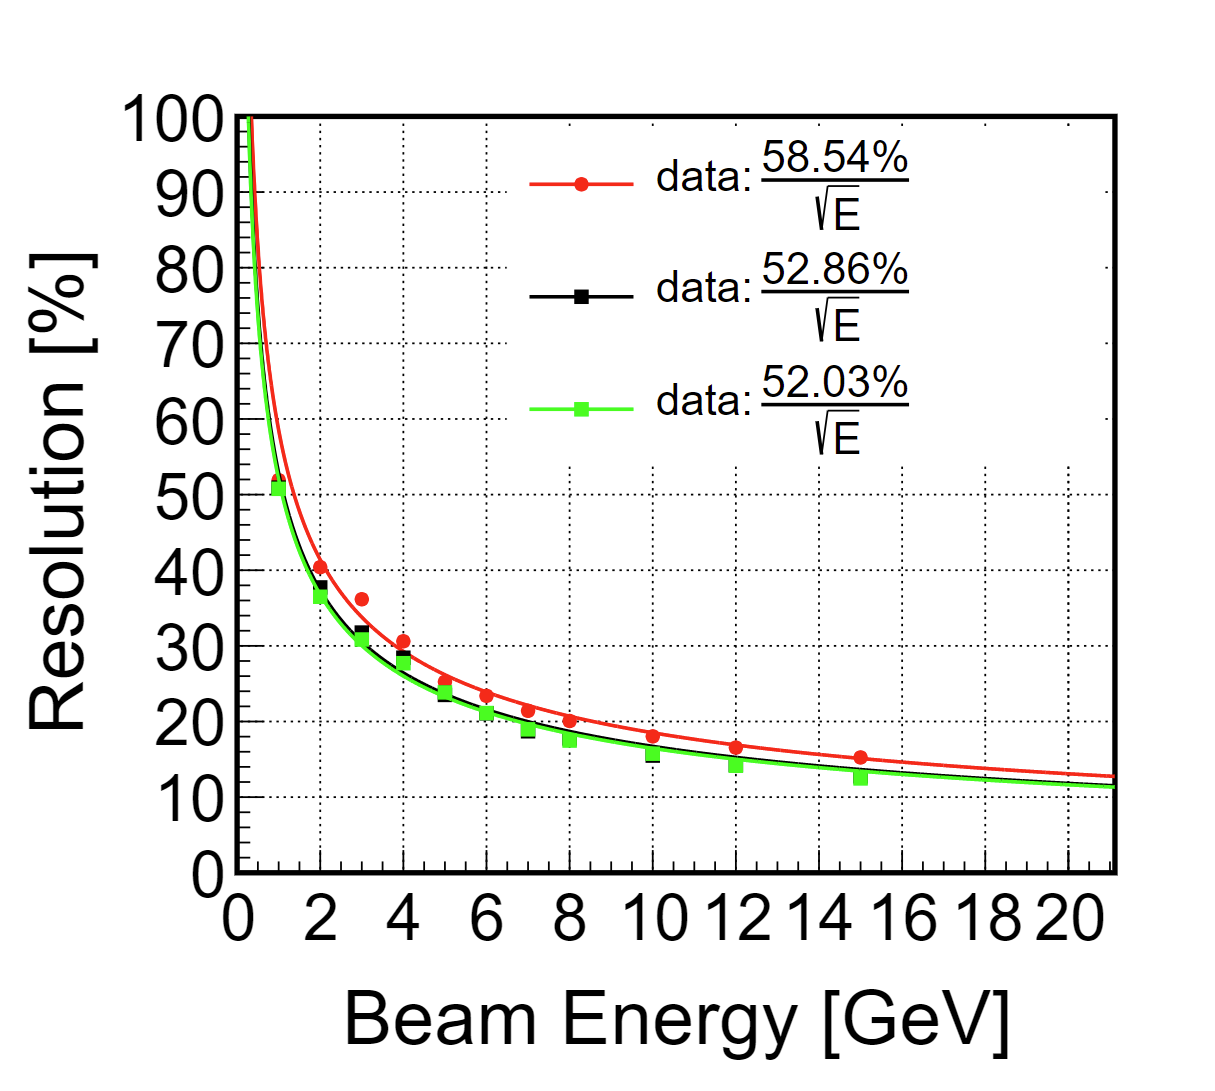 100
90
80
70
60
50
40
30
20
10
0
Resolution [%]
data: 58.54%
√E
data: 52.86%
√E
data: 52.03%
√E
0 2 4 6 8 10 12 14 16 18 20
Beam Energy [GeV]